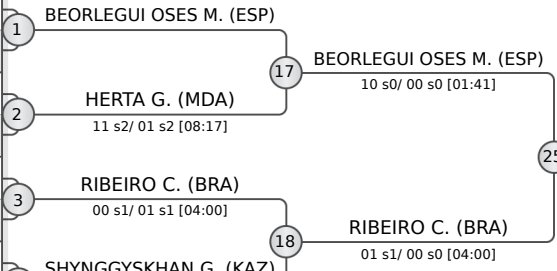 BEORLEGUI OSES M. (ESP)
1
17
BEORLEGUI OSES M. (ESP)
10 s0/ 00 s0 [01:41]
HERTA G. (MDA)
2
11 s2/ 01 s2 [08:17]
25
RIBEIRO C. (BRA)
3
00 s1/ 01 s1 [04:00]
18
RIBEIRO C. (BRA)
01 s1/ 00 s0 [04:00]
SHYNGGYSKHAN G. (KAZ)